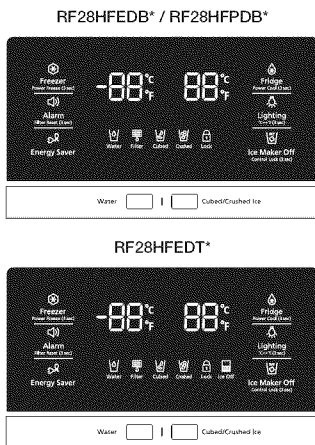 RF28HFEDB* / RF28HFPDB*
Freezer
Power Freeze (3 sec)
Alarm
Filter Reset (3 sec)
Energy Saver
-88 °C °F
88 °C °F
Water Filter Cubed Crushed Lock
Fridge
Power Cool (3 sec)
Lighting
°C↔°F (3 sec)
Ice Maker Off
Control Lock (3 sec)
Water Cubed/Crushed Ice
RF28HFEDT*
Freezer
Power Freeze (3 sec)
Alarm
Filter Reset (3 sec)
Energy Saver
-88 °C °F
88 °C °F
Water Filter Cubed Crushed Lock Ice Off
Fridge
Power Cool (3 sec)
Lighting
°C↔°F (3 sec)
Ice Maker Off
Control Lock (3 sec)
Water Cubed/Crushed Ice